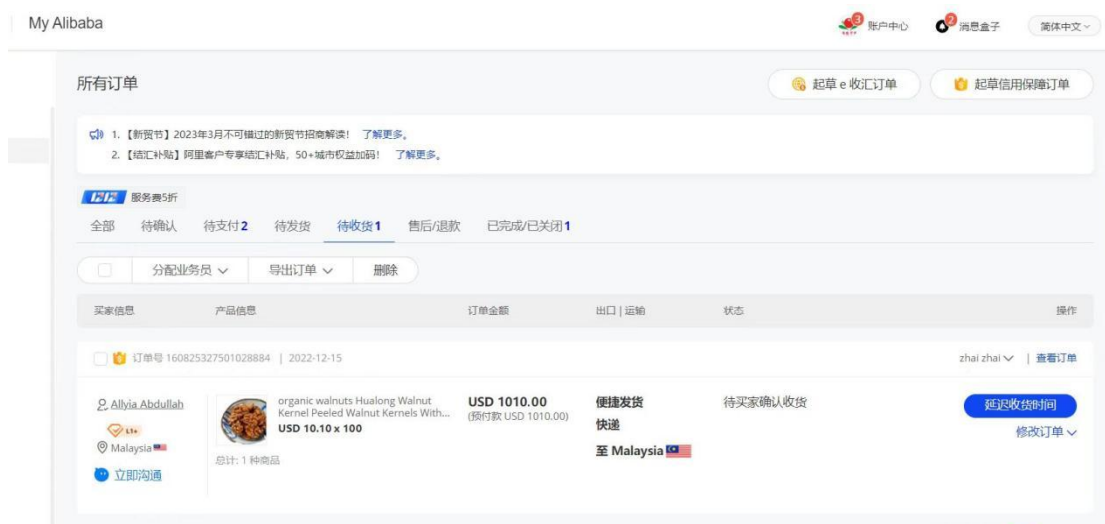 My Alibaba
3 账户中心
2 消息盒子
简体中文
所有订单
起草 e 收汇订单
起草信用保障订单
1. 【新贸节】2023年3月不可错过的新贸节招商解读! 了解更多。
2. 【结汇补贴】阿里客户专享结汇补贴, 50+城市权益加码! 了解更多。
服务费5折
全部 待确认 待支付2 待发货 待收货1 售后/退款 已完成/已关闭1
分配业务员 导出订单 删除
买家信息 产品信息 订单金额 出口 | 运输 状态 操作
订单号 160825327501028884 | 2022-12-15
zhai zhai | 查看订单
Allyia Abdullah
L1+
Malaysia
立即沟通
organic walnuts Hualong Walnut
Kernel Peeled Walnut Kernels With...
USD 10.10 x 100
总计: 1 种商品
USD 1010.00
(预付款 USD 1010.00)
便捷发货
快递
至 Malaysia
待买家确认收货
延迟收货时间
修改订单